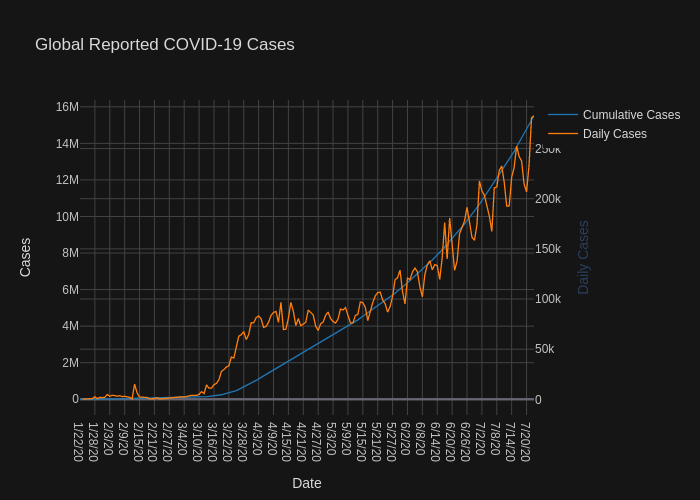 Global Reported COVID-19 Cases
Cumulative Cases
Daily Cases
16M
14M
12M
10M
8M
6M
4M
2M
0
Cases
250k
200k
150k
100k
50k
0
Daily Cases
1/22/20
1/28/20
2/3/20
2/9/20
2/15/20
2/21/20
2/27/20
3/4/20
3/10/20
3/16/20
3/22/20
3/28/20
4/3/20
4/9/20
4/15/20
4/21/20
4/27/20
5/3/20
5/9/20
5/15/20
5/21/20
5/27/20
6/2/20
6/8/20
6/14/20
6/20/20
6/26/20
7/2/20
7/8/20
7/14/20
7/20/20
Date